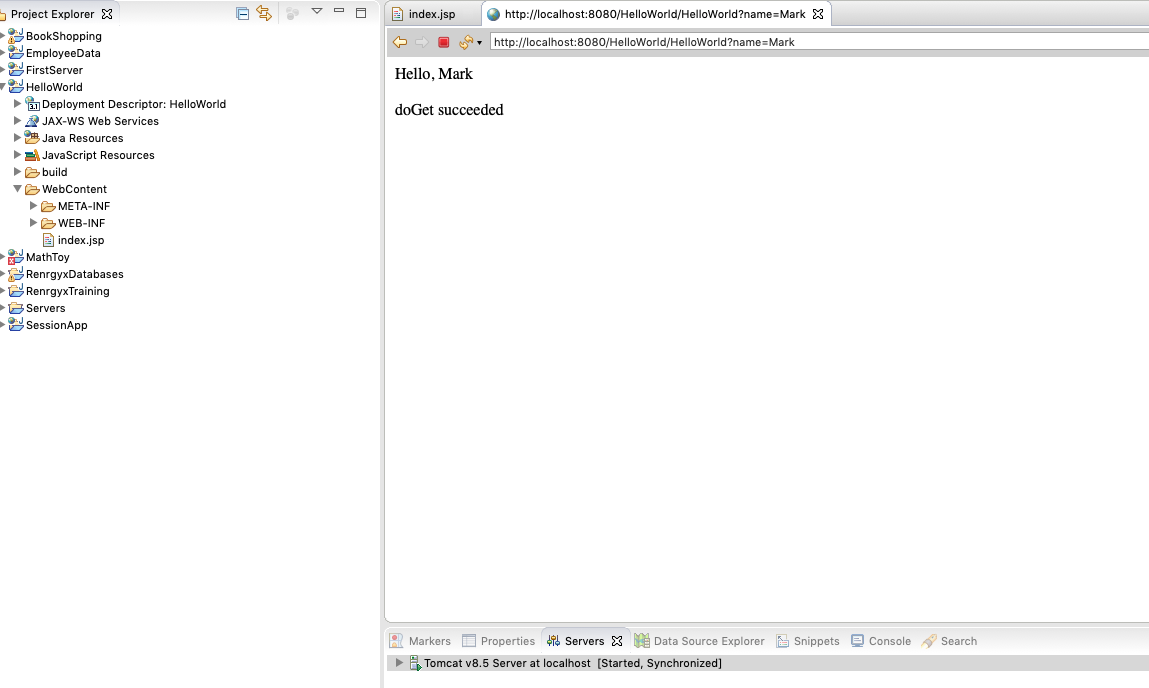 Project Explorer
BookShopping
EmployeeData
FirstServer
HelloWorld
3.1 Deployment Descriptor: HelloWorld
JAX-WS Web Services
Java Resources
JavaScript Resources
build
WebContent
META-INF
WEB-INF
index.jsp
MathToy
RenrgyxDatabases
RenrgyxTraining
Servers
SessionApp
index.jsp http://localhost:8080/HelloWorld/HelloWorld?name=Mark
http://localhost:8080/HelloWorld/HelloWorld?name=Mark
Hello, Mark
doGet succeeded
Markers Properties Servers Data Source Explorer Snippets Console Search
Tomcat v8.5 Server at localhost [Started, Synchronized]